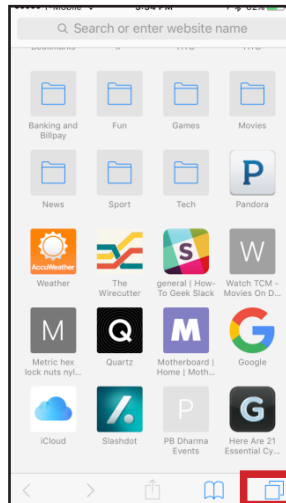 Search or enter website name
Banking and Billpay
Fun
Games
Movies
News
Sport
Tech
P
Pandora
AccuWeather
Weather
The Wirecutter
S
general | How-To Geek Slack
W
Watch TCM - Movies On D...
M
Metric hex lock nuts nyl...
Q
Quartz
M
Motherboard | Home | Moth...
G
Google
iCloud
Slashdot
P
PB Dharma Events
G
Here Are 21 Essential Cy...